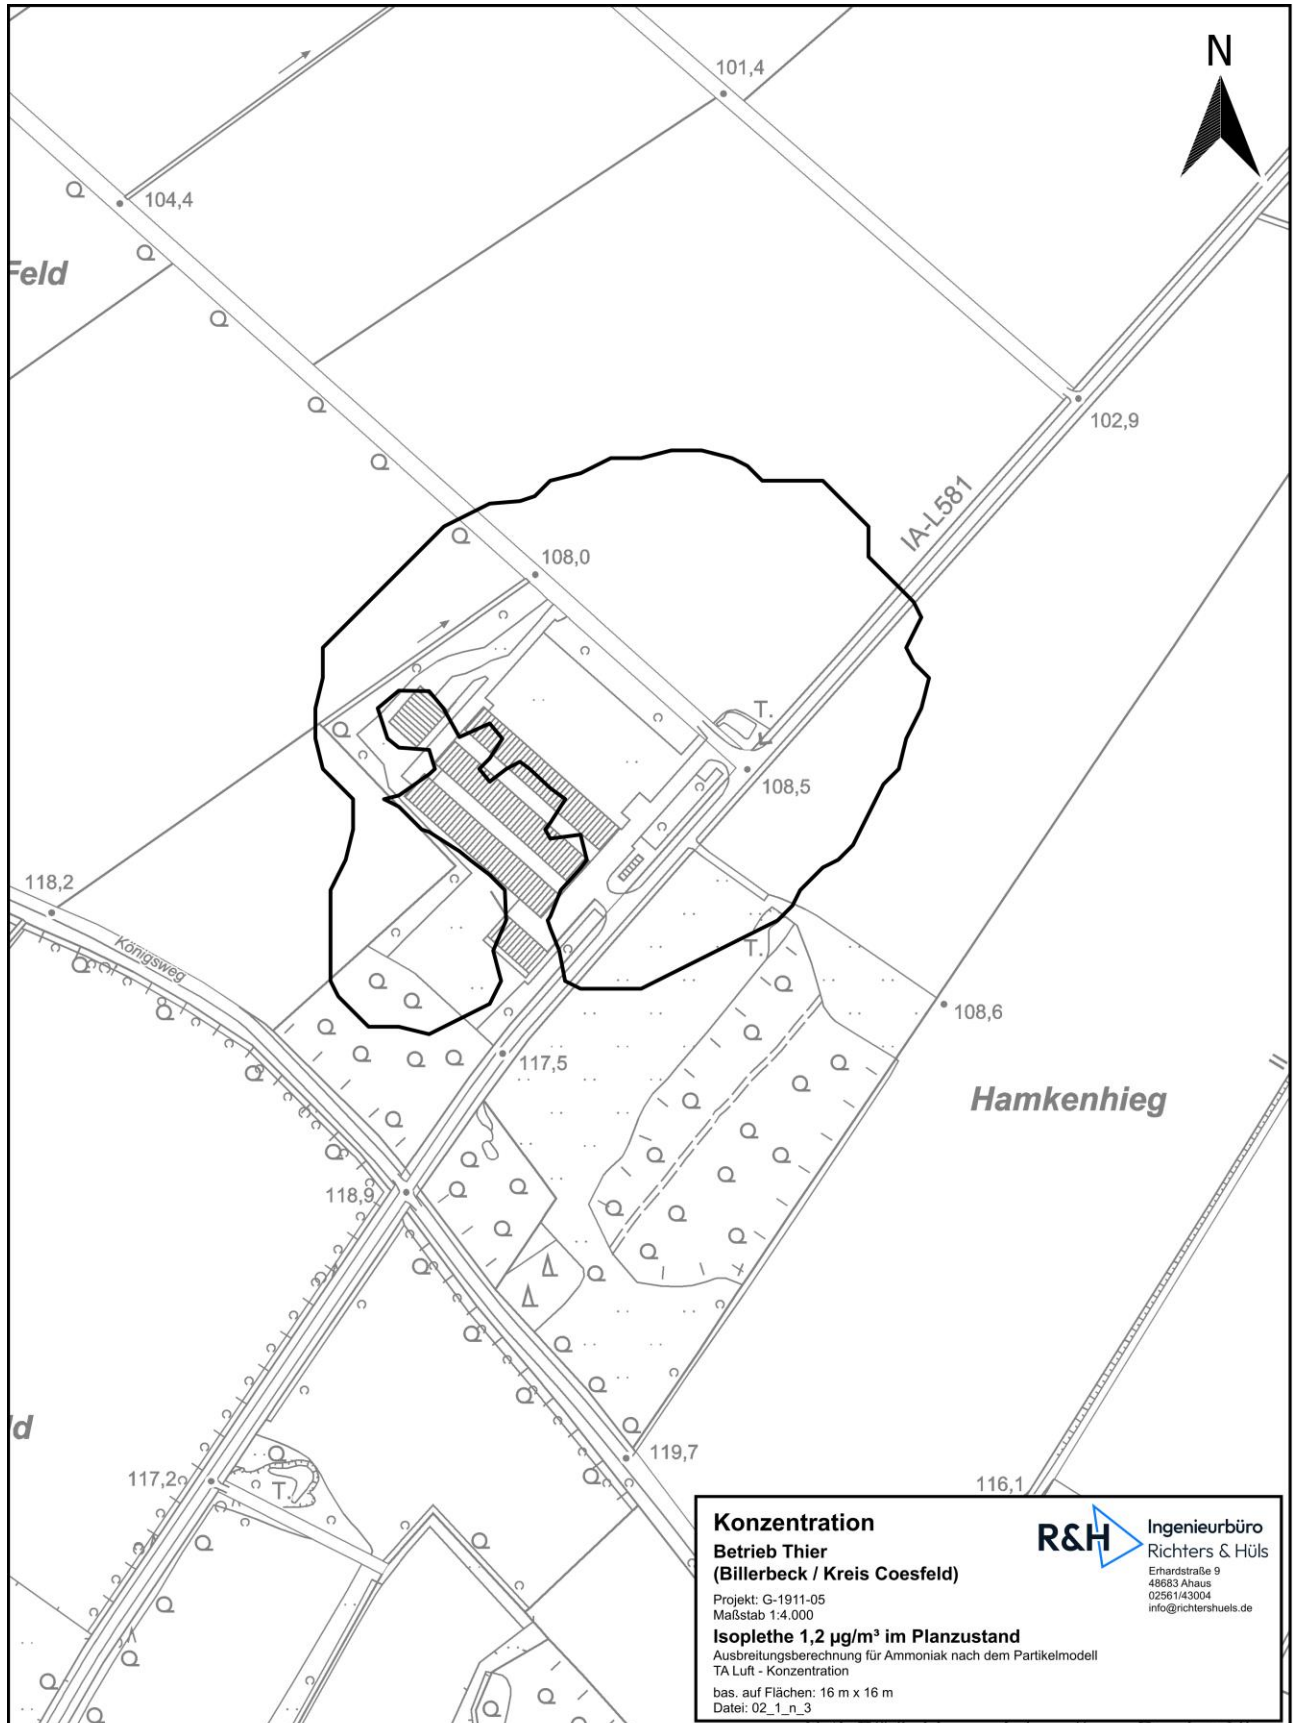 N
101,4
104,4
Feld
102,9
IA-L581
108,0
T.
108,5
118,2
Königsweg
T.
108,6
117,5
Hamkenhieg
118,9
ld
119,7
117,2
T.
116,1
Konzentration
Betrieb Thier
(Billerbeck / Kreis Coesfeld)
Projekt: G-1911-05
Maßstab 1:4.000
Isoplethe 1,2 µg/m³ im Planzustand
Ausbreitungsberechnung für Ammoniak nach dem Partikelmodell
TA Luft - Konzentration
bas. auf Flächen: 16 m x 16 m
Datei: 02_1_n_3
R&H
Ingenieurbüro
Richters & Hüls
Erhardstraße 9
48683 Ahaus
02561/43004
info@richtershuels.de